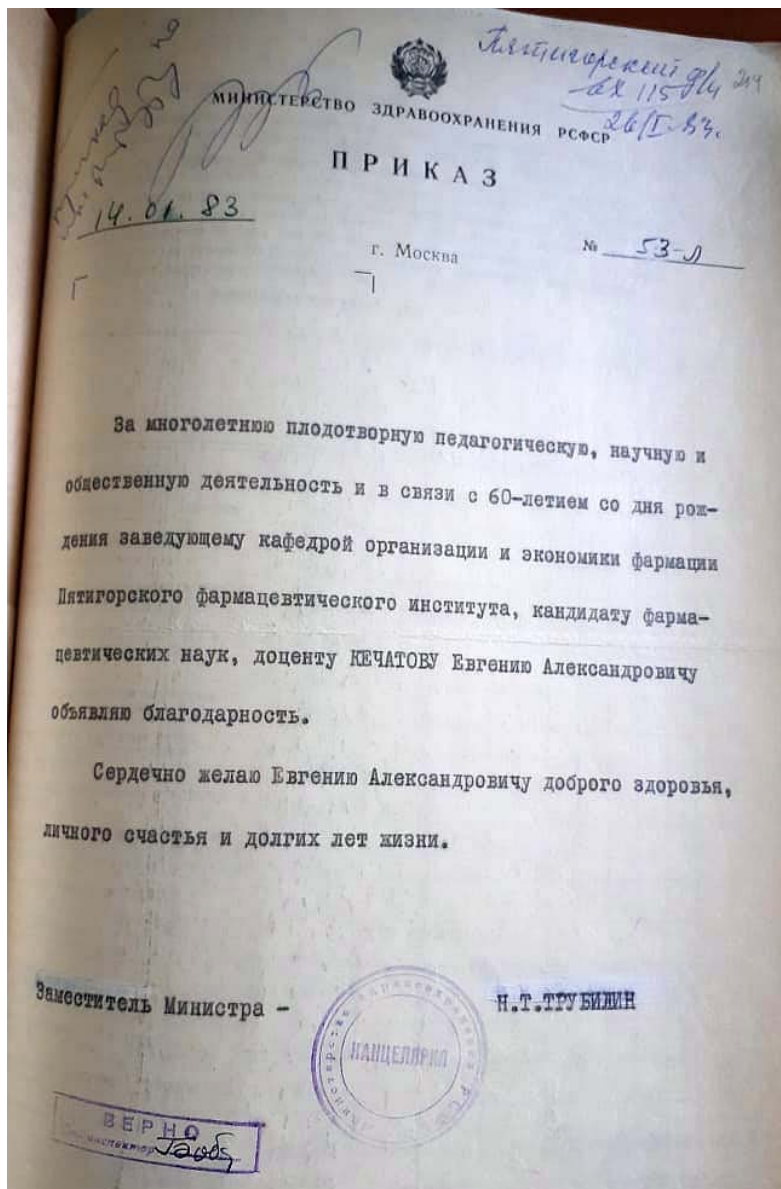 Пятигорский фи 214
вх 115
26/I-83.
МИНИСТЕРСТВО ЗДРАВООХРАНЕНИЯ РСФСР
ПРИКАЗ
14.01.83
г. Москва № 53-л
За многолетнюю плодотворную педагогическую, научную и
общественную деятельность и в связи с 60-летием со дня рож-
дения заведующему кафедрой организации и экономики фармации
Пятигорского фармацевтического института, кандидату фарма-
цевтических наук, доценту КЕЧАТОВУ Евгению Александровичу
объявляю благодарность.
Сердечно желаю Евгению Александровичу доброго здоровья,
личного счастья и долгих лет жизни.
Заместитель Министра - Н.Т.ТРУБИЛИН
КАНЦЕЛЯРИЯ
ВЕРНО
инспектор